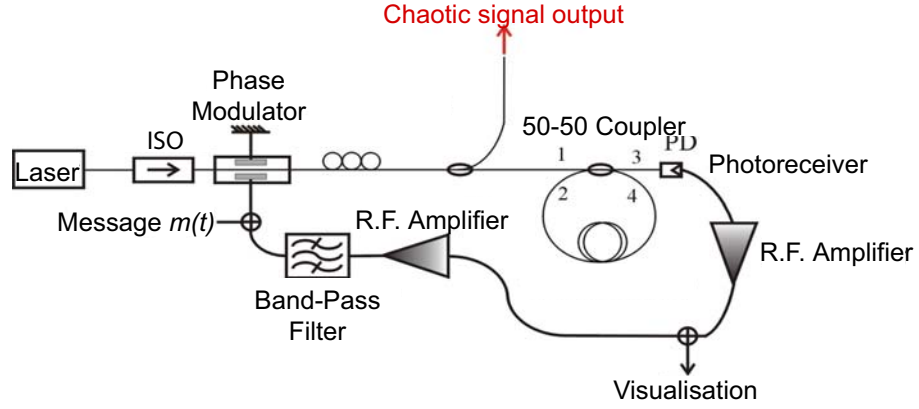 Chaotic signal output
Phase
Modulator
ISO
50-50 Coupler
Laser
1
3
PD
Photoreceiver
2
4
Message m(t)
R.F. Amplifier
R.F. Amplifier
Band-Pass
Filter
Visualisation